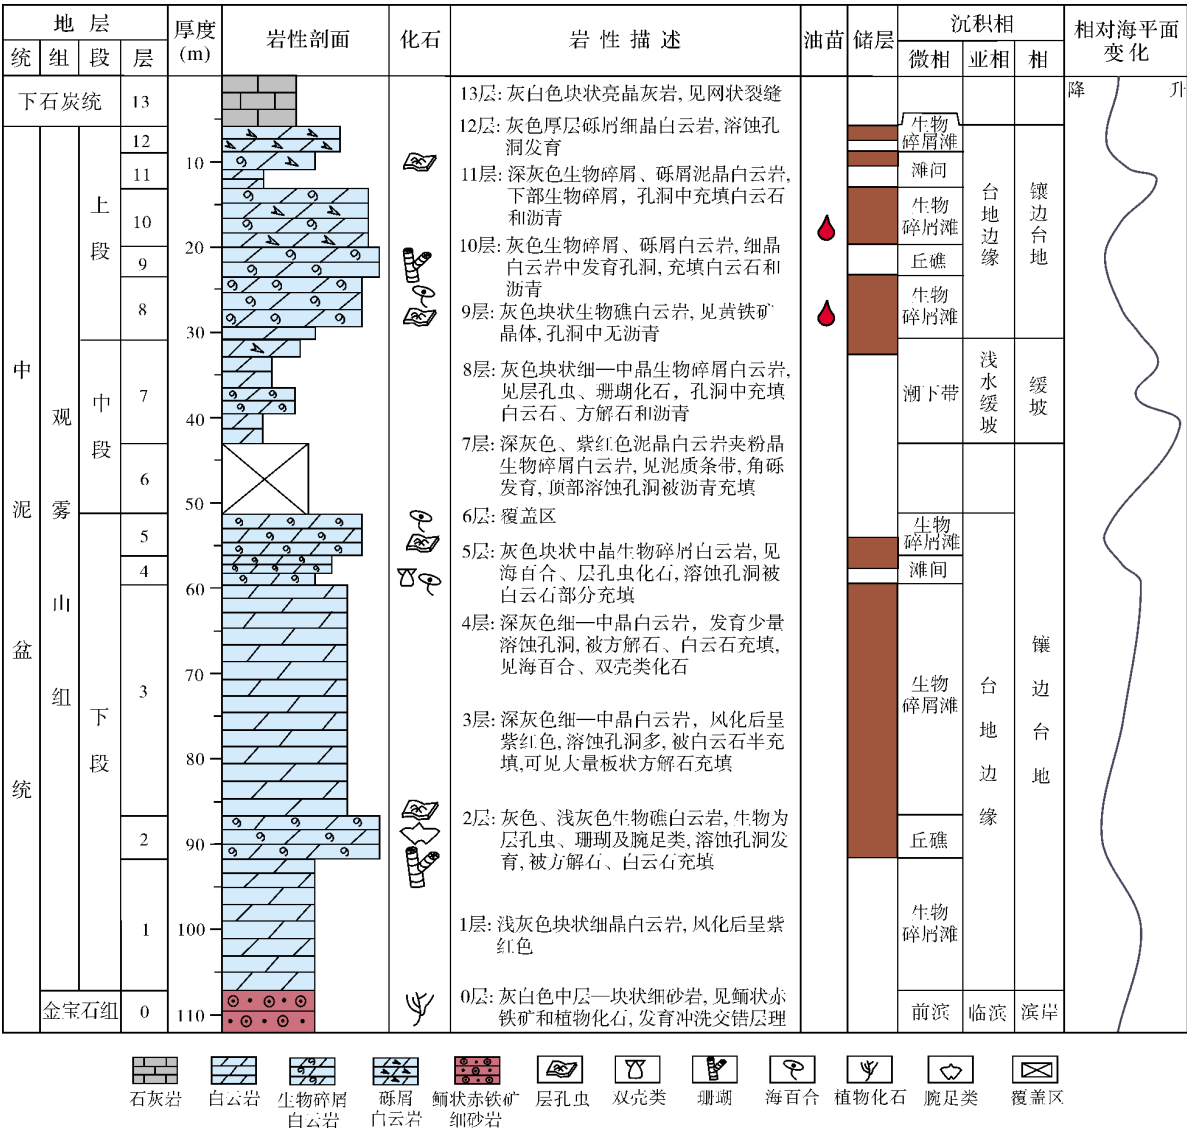 地 层
厚度
(m)
岩性剖面
化石
岩 性 描 述
油苗
储层
沉积相
相对海平面
变化
统
组
段
层
微相
亚相
相
降
升
下石炭统
中
泥
盆
统
观
雾
山
组
金宝石组
上
段
中
段
下
段
13
12
11
10
9
8
7
6
5
4
3
2
1
0
10
20
30
40
50
60
70
80
90
100
110
13层: 灰白色块状亮晶灰岩, 见网状裂缝
12层: 灰色厚层砾屑细晶白云岩, 溶蚀孔
洞发育
11层: 深灰色生物碎屑、砾屑泥晶白云岩,
下部生物碎屑, 孔洞中充填白云石
和沥青
10层: 灰色生物碎屑、砾屑白云岩, 细晶
白云岩中发育孔洞, 充填白云石和
沥青
9层: 灰色块状生物礁白云岩, 见黄铁矿
晶体, 孔洞中无沥青
8层: 灰色块状细—中晶生物碎屑白云岩,
见层孔虫、珊瑚化石, 孔洞中充填
白云石、方解石和沥青
7层: 深灰色、紫红色泥晶白云岩夹粉晶
生物碎屑白云岩, 见泥质条带, 角砾
发育, 顶部溶蚀孔洞被沥青充填
6层: 覆盖区
5层: 灰色块状中晶生物碎屑白云岩, 见
海百合、层孔虫化石, 溶蚀孔洞被
白云石部分充填
4层: 深灰色细—中晶白云岩, 发育少量
溶蚀孔洞, 被方解石、白云石充填,
见海百合、双壳类化石
3层: 深灰色细—中晶白云岩, 风化后呈
紫红色, 溶蚀孔洞多, 被白云石半充
填,可见大量板状方解石充填
2层: 灰色、浅灰色生物礁白云岩, 生物为
层孔虫、珊瑚及腕足类, 溶蚀孔洞发
育, 被方解石、白云石充填
1层: 浅灰色块状细晶白云岩, 风化后呈紫
红色
0层: 灰白色中层—块状细砂岩, 见鲕状赤
铁矿和植物化石, 发育冲洗交错层理
生物
碎屑滩
滩间
生物
碎屑滩
丘礁
生物
碎屑滩
潮下带
生物
碎屑滩
滩间
生物
碎屑滩
丘礁
生物
碎屑滩
前滨
台
地
边
缘
浅
水
缓
坡
台
地
边
缘
临滨
镶
边
台
地
缓
坡
镶
边
台
地
滨岸
石灰岩
白云岩
生物碎屑
白云岩
砾屑
白云岩
鲕状赤铁矿
细砂岩
层孔虫
双壳类
珊瑚
海百合
植物化石
腕足类
覆盖区